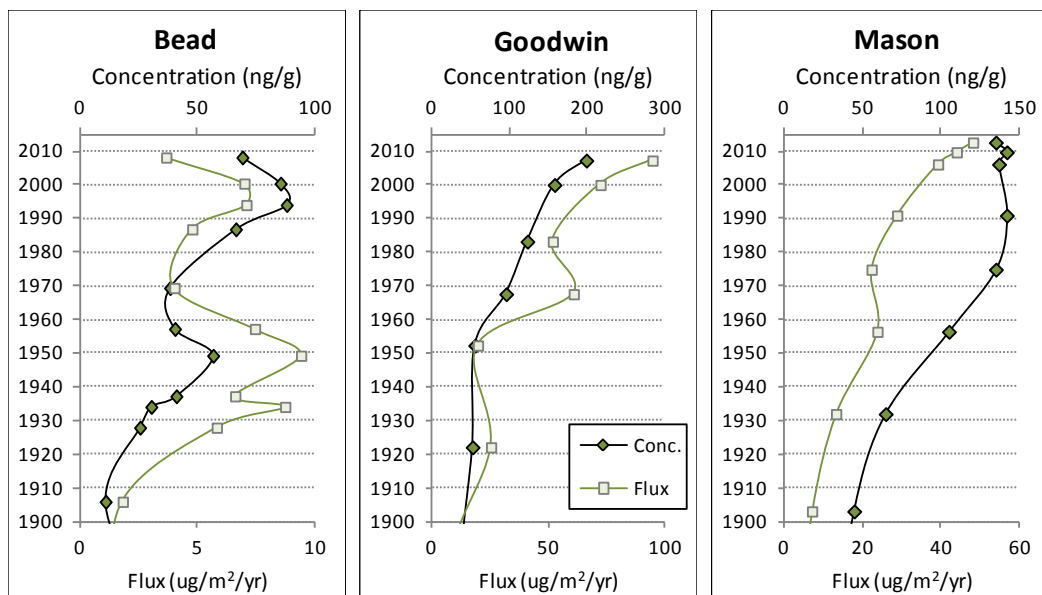 Bead
Concentration (ng/g)
0 50 100
2010
2000
1990
1980
1970
1960
1950
1940
1930
1920
1910
1900
0 5 10
Flux (ug/m²/yr)
Goodwin
Concentration (ng/g)
0 100 200 300
2010
2000
1990
1980
1970
1960
1950
1940
1930
1920
1910
1900
Conc.
Flux
0 50 100
Flux (ug/m²/yr)
Mason
Concentration (ng/g)
0 50 100 150
2010
2000
1990
1980
1970
1960
1950
1940
1930
1920
1910
1900
0 20 40 60
Flux (ug/m²/yr)